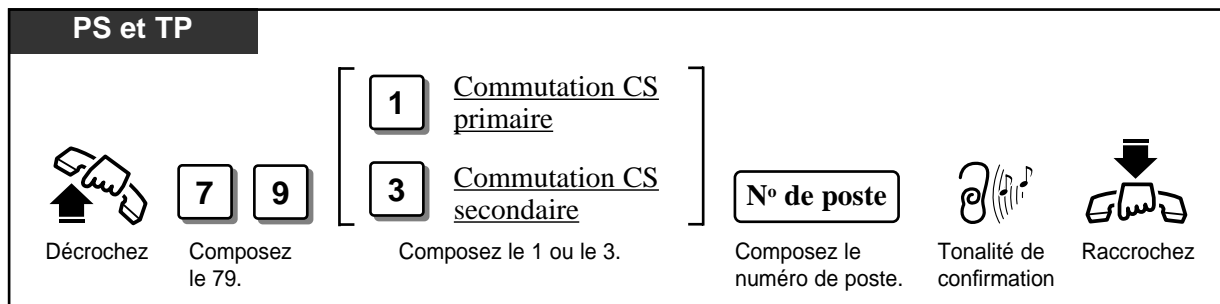 PS et TP
1 Commutation CS
primaire
3 Commutation CS
secondaire
7 9
Nº de poste
Décrochez
Composez
le 79.
Composez le 1 ou le 3.
Composez le
numéro de poste.
Tonalité de
confirmation
Raccrochez